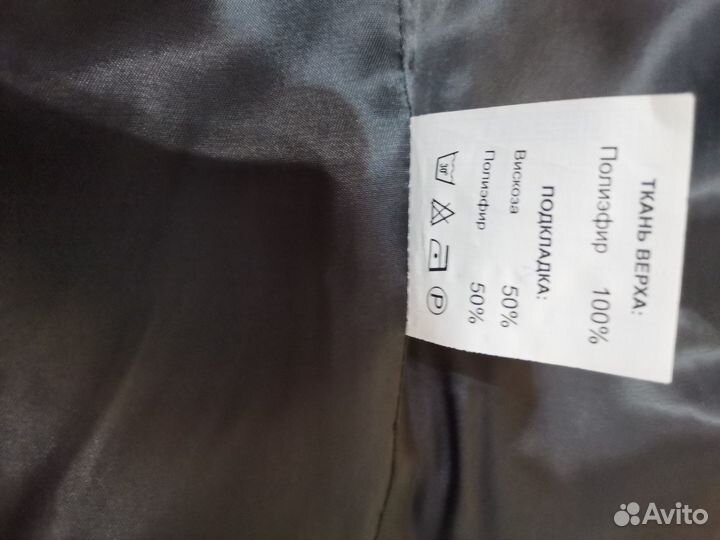 ТКАНЬ ВЕРХА:
Полиэфир 100%
ПОДКЛАДКА:
Вискоза 50%
Полиэфир 50%
30°
P
Avito